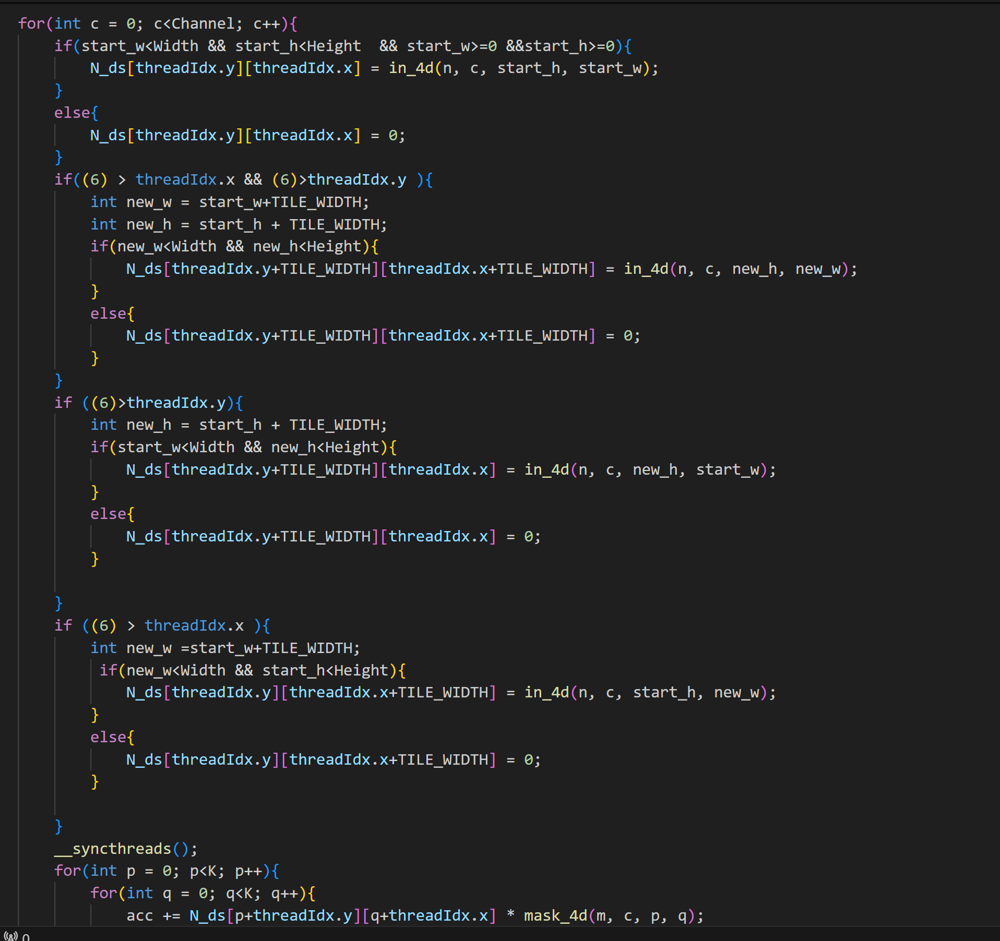 for(int c = 0; c<Channel; c++){
    if(start_w<Width && start_h<Height  && start_w>=0 &&start_h>=0){
        N_ds[threadIdx.y][threadIdx.x] = in_4d(n, c, start_h, start_w);
    }
    else{
        N_ds[threadIdx.y][threadIdx.x] = 0;
    }
    if((6) > threadIdx.x && (6)>threadIdx.y ){
        int new_w = start_w+TILE_WIDTH;
        int new_h = start_h + TILE_WIDTH;
        if(new_w<Width && new_h<Height){
            N_ds[threadIdx.y+TILE_WIDTH][threadIdx.x+TILE_WIDTH] = in_4d(n, c, new_h, new_w);
        }
        else{
            N_ds[threadIdx.y+TILE_WIDTH][threadIdx.x+TILE_WIDTH] = 0;
        }
    }
    if ((6)>threadIdx.y){
        int new_h = start_h + TILE_WIDTH;
        if(start_w<Width && new_h<Height){
            N_ds[threadIdx.y+TILE_WIDTH][threadIdx.x] = in_4d(n, c, new_h, start_w);
        }
        else{
            N_ds[threadIdx.y+TILE_WIDTH][threadIdx.x] = 0;
        }

    }
    if ((6) > threadIdx.x ){
        int new_w =start_w+TILE_WIDTH;
         if(new_w<Width && start_h<Height){
            N_ds[threadIdx.y][threadIdx.x+TILE_WIDTH] = in_4d(n, c, start_h, new_w);
        }
        else{
            N_ds[threadIdx.y][threadIdx.x+TILE_WIDTH] = 0;
        }

    }
    __syncthreads();
    for(int p = 0; p<K; p++){
        for(int q = 0; q<K; q++){
            acc += N_ds[p+threadIdx.y][q+threadIdx.x] * mask_4d(m, c, p, q);
0